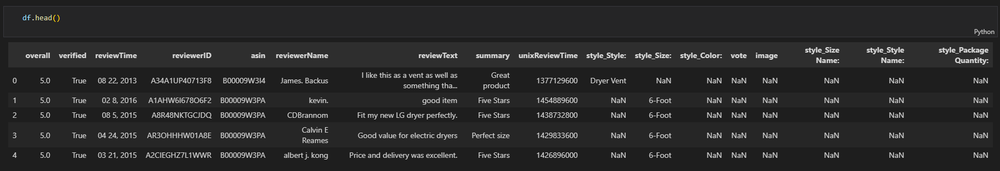 df.head()
Python
overall verified reviewTime reviewerID asin reviewerName reviewText summary unixReviewTime style_Style: style_Size: style_Color: vote image style_Size Name: style_Style Name: style_Package Quantity:
0 5.0 True 08 22, 2013 A34A1UP40713F8 B00009W3I4 James. Backus I like this as a vent as well as something tha... Great product 1377129600 Dryer Vent NaN NaN NaN NaN NaN NaN NaN
1 5.0 True 02 8, 2016 A1AHW6I678O6F2 B00009W3PA kevin. good item Five Stars 1454889600 NaN 6-Foot NaN NaN NaN NaN NaN NaN
2 5.0 True 08 5, 2015 A8R48NKTGCJDQ B00009W3PA CDBrannom Fit my new LG dryer perfectly. Five Stars 1438732800 NaN 6-Foot NaN NaN NaN NaN NaN NaN
3 5.0 True 04 24, 2015 AR3OHHHW01A8E B00009W3PA Calvin E Reames Good value for electric dryers Perfect size 1429833600 NaN 6-Foot NaN NaN NaN NaN NaN NaN
4 5.0 True 03 21, 2015 A2CIEGHZ7L1WWR B00009W3PA albert j. kong Price and delivery was excellent. Five Stars 1426896000 NaN 6-Foot NaN NaN NaN NaN NaN NaN